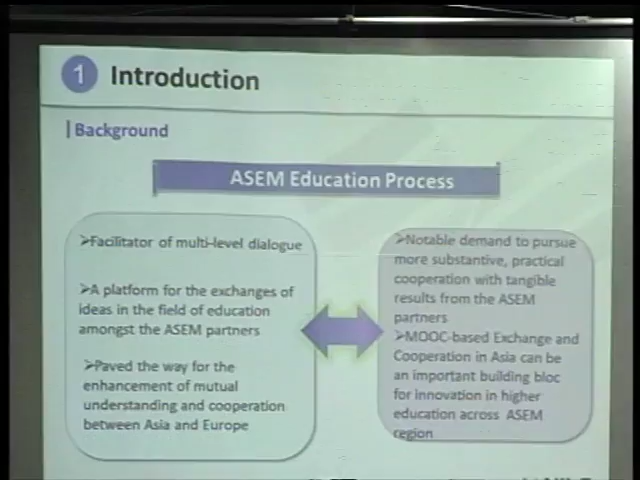 1 Introduction
Background
ASEM Education Process
➢Facilitator of multi-level dialogue
➢A platform for the exchanges of
ideas in the field of education
amongst the ASEM partners
➢Paved the way for the
enhancement of mutual
understanding and cooperation
between Asia and Europe
➢Notable demand to pursue
more substantive, practical
cooperation with tangible
results from the ASEM
partners
➢MOOC-based Exchange and
Cooperation in Asia can be
an important building bloc
for innovation in higher
education across ASEM
region